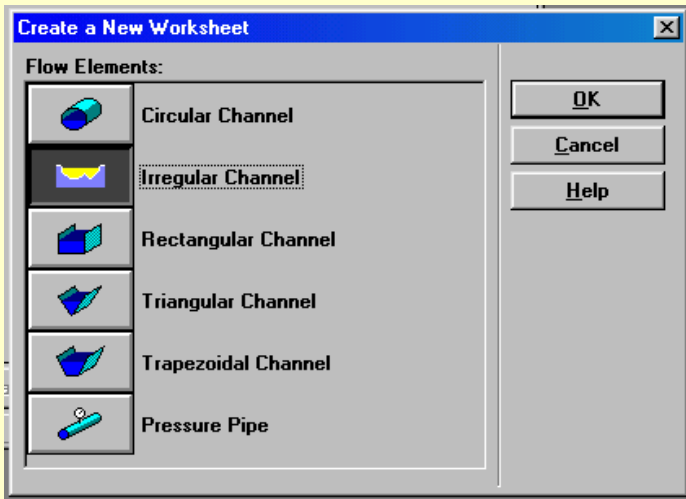 Create a New Worksheet
Flow Elements:
Circular Channel
Irregular Channel
Rectangular Channel
Triangular Channel
Trapezoidal Channel
Pressure Pipe
OK
Cancel
Help